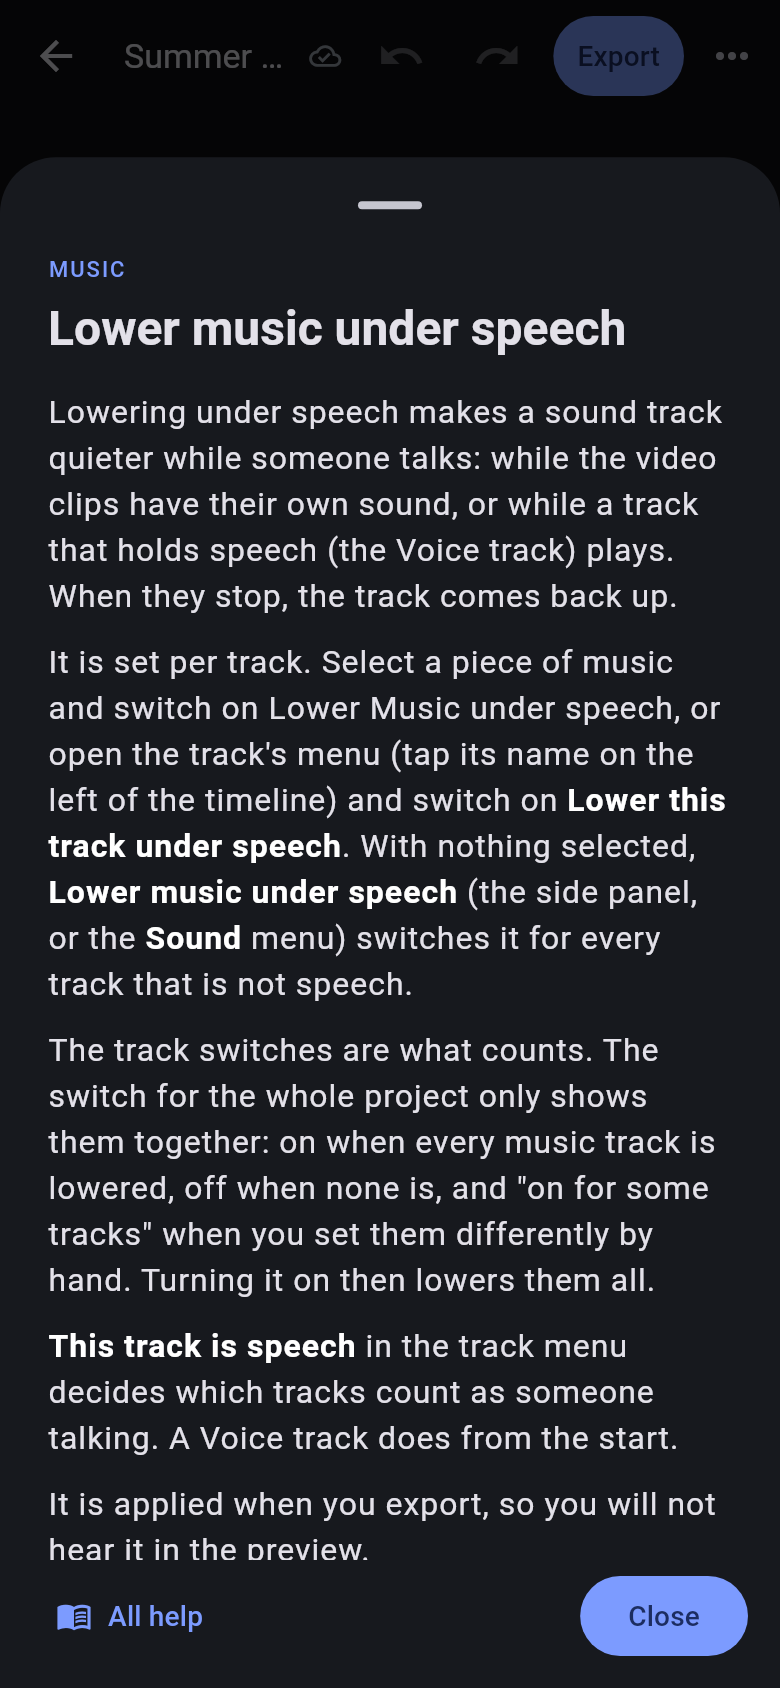 Summer ...
Export
MUSIC
Lower music under speech
Lowering under speech makes a sound track
quieter while someone talks: while the video
clips have their own sound, or while a track
that holds speech (the Voice track) plays.
When they stop, the track comes back up.
It is set per track. Select a piece of music
and switch on Lower Music under speech, or
open the track's menu (tap its name on the
left of the timeline) and switch on Lower this
track under speech. With nothing selected,
Lower music under speech (the side panel,
or the Sound menu) switches it for every
track that is not speech.
The track switches are what counts. The
switch for the whole project only shows
them together: on when every music track is
lowered, off when none is, and "on for some
tracks" when you set them differently by
hand. Turning it on then lowers them all.
This track is speech in the track menu
decides which tracks count as someone
talking. A Voice track does from the start.
It is applied when you export, so you will not
hear it in the preview.
All help
Close